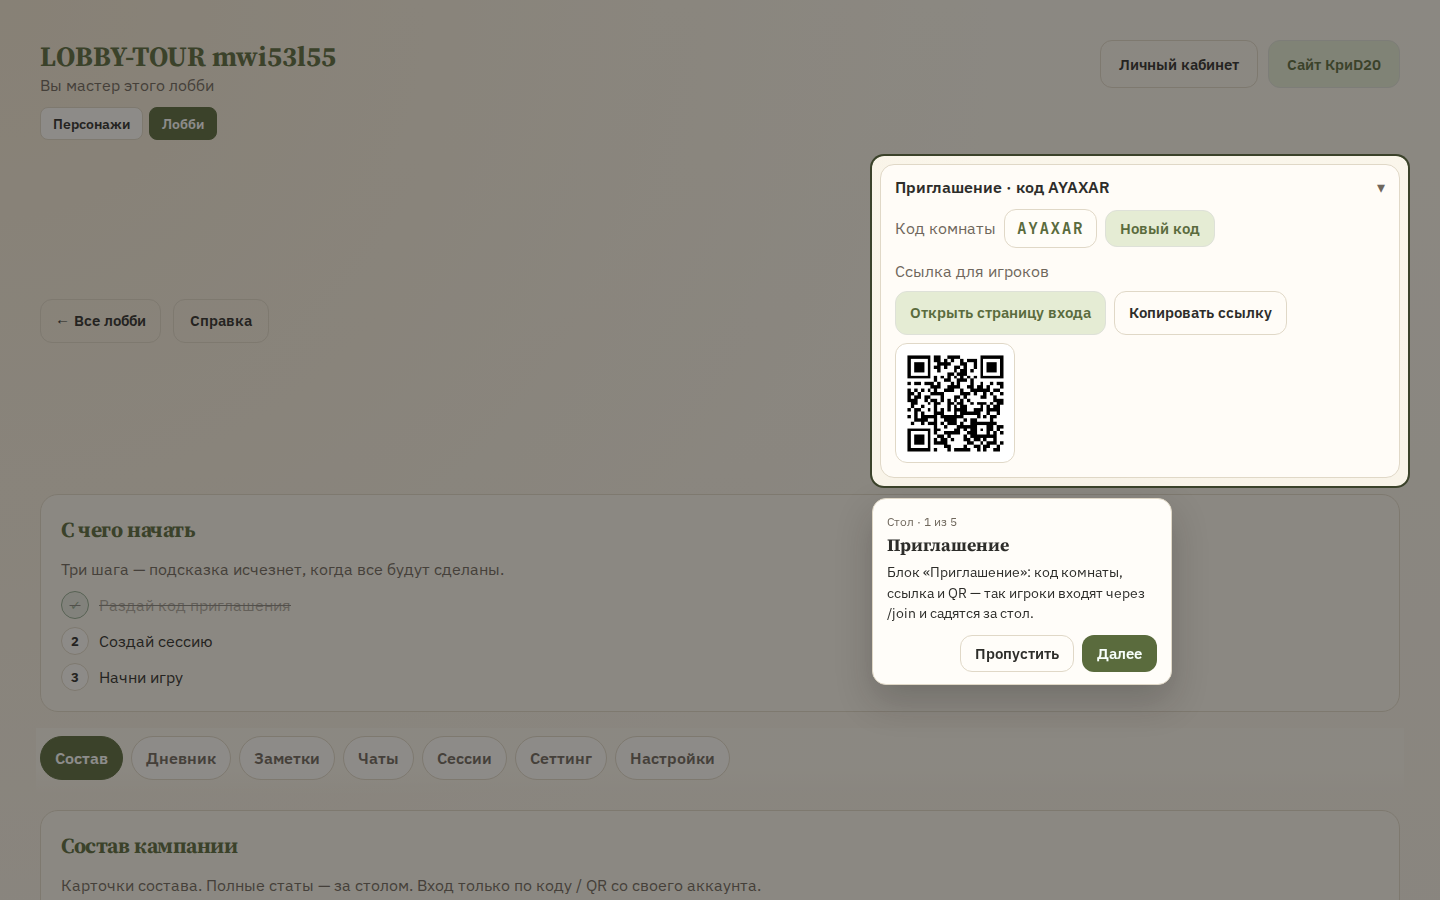 LOBBY-TOUR mwi53l55
Вы мастер этого лобби
Персонажи
Лобби
Личный кабинет
Сайт КриD20
Приглашение · код AYAXAR ▼
Код комнаты AYAXAR Новый код
Ссылка для игроков
Открыть страницу входа Копировать ссылку
← Все лобби
Справка
С чего начать
Три шага — подсказка исчезнет, когда все будут сделаны.
✓ Раздай код приглашения
2 Создай сессию
3 Начни игру
Стол · 1 из 5
Приглашение
Блок «Приглашение»: код комнаты,
ссылка и QR — так игроки входят через
/join и садятся за стол.
Пропустить Далее
Состав Дневник Заметки Чаты Сессии Сеттинг Настройки
Состав кампании
Карточки состава. Полные статы — за столом. Вход только по коду / QR со своего аккаунта.